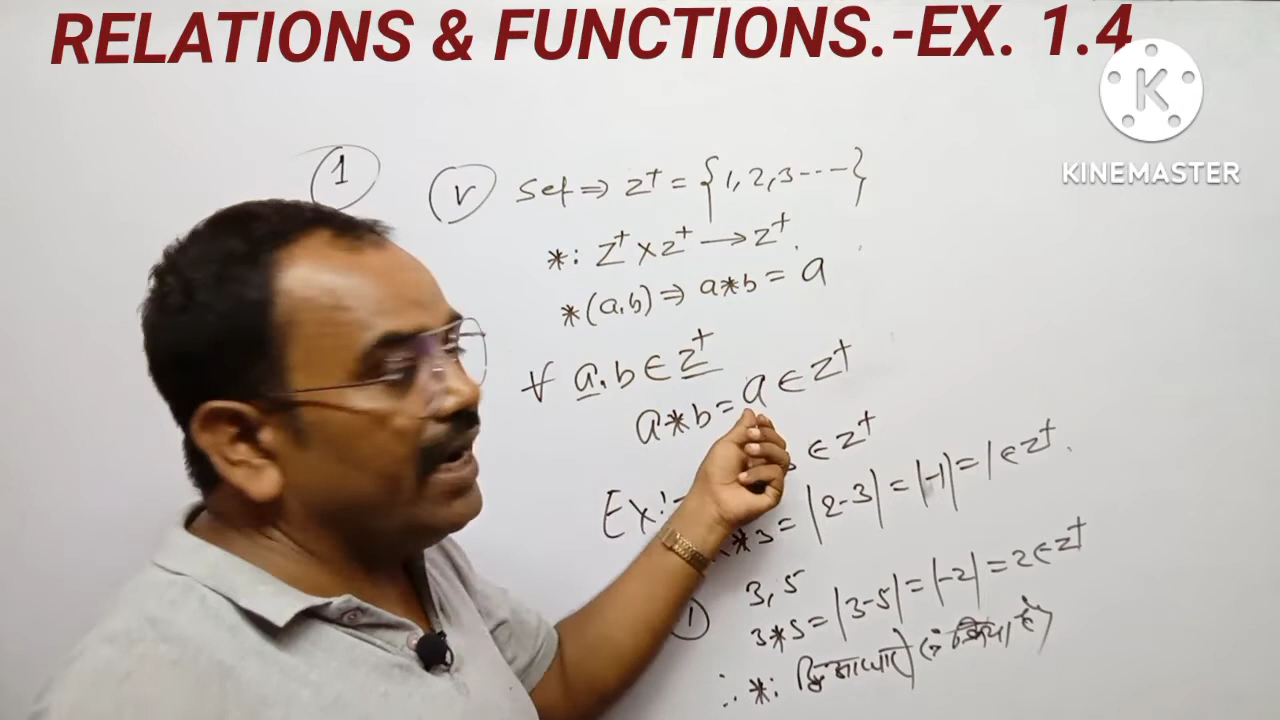 RELATIONS & FUNCTIONS.-EX. 1.4
K
KINEMASTER
1
V Set ⇒ Z⁺ = {1, 2, 3 ---}
*: Z⁺ × Z⁺ → Z⁺.
*(a,b) ⇒ a*b = a
∀ a, b ∈ Z⁺
a*b = a ∈ Z⁺
∈ Z⁺
Ex:-
*3 = |2-3| = |-1| = 1 ∈ Z⁺.
3, 5
3*5 = |3-5| = |-2| = 2 ∈ Z⁺
∴ *: